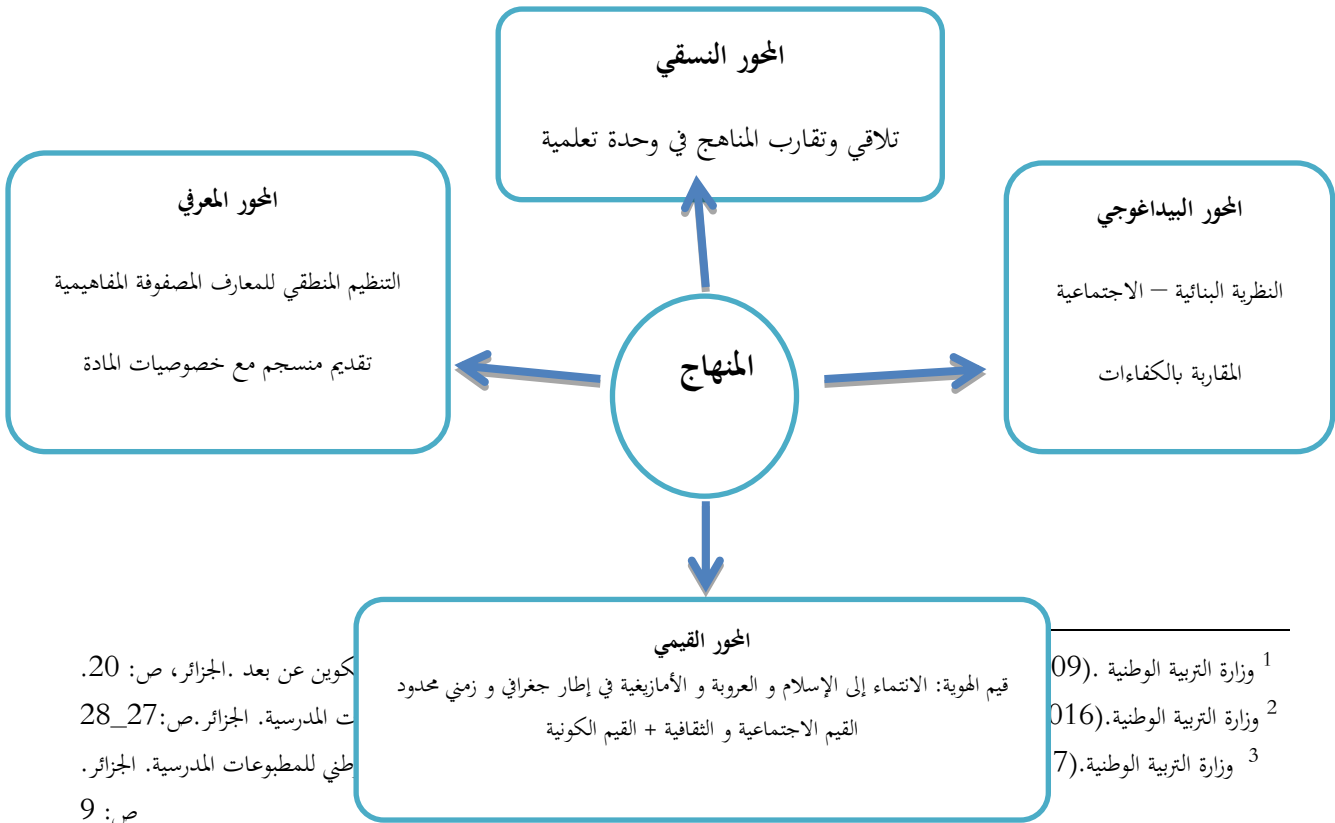 المحور النسقي
تلاقي وتقارب المناهج في وحدة تعلمية
المحور البيداغوجي
النظرية البنائية – الاجتماعية
المقاربة بالكفاءات
المحور المعرفي
التنظيم المنطقي للمعارف المصفوفة المفاهيمية
تقديم منسجم مع خصوصيات المادة
المنهاج
المحور القيمي
قيم الهوية: الانتماء إلى الإسلام و العروبة و الأمازيغية في إطار جغرافي و زمني محدود
القيم الاجتماعية و الثقافية + القيم الكونية
1 وزارة التربية الوطنية .(09 عن بعد .الجزائر، ص: 20.
2 وزارة التربية الوطنية.(016 المدرسية. الجزائر.ص:27_28
3 وزارة التربية الوطنية.(7 للمطبوعات المدرسية. الجزائر.
ص: 9